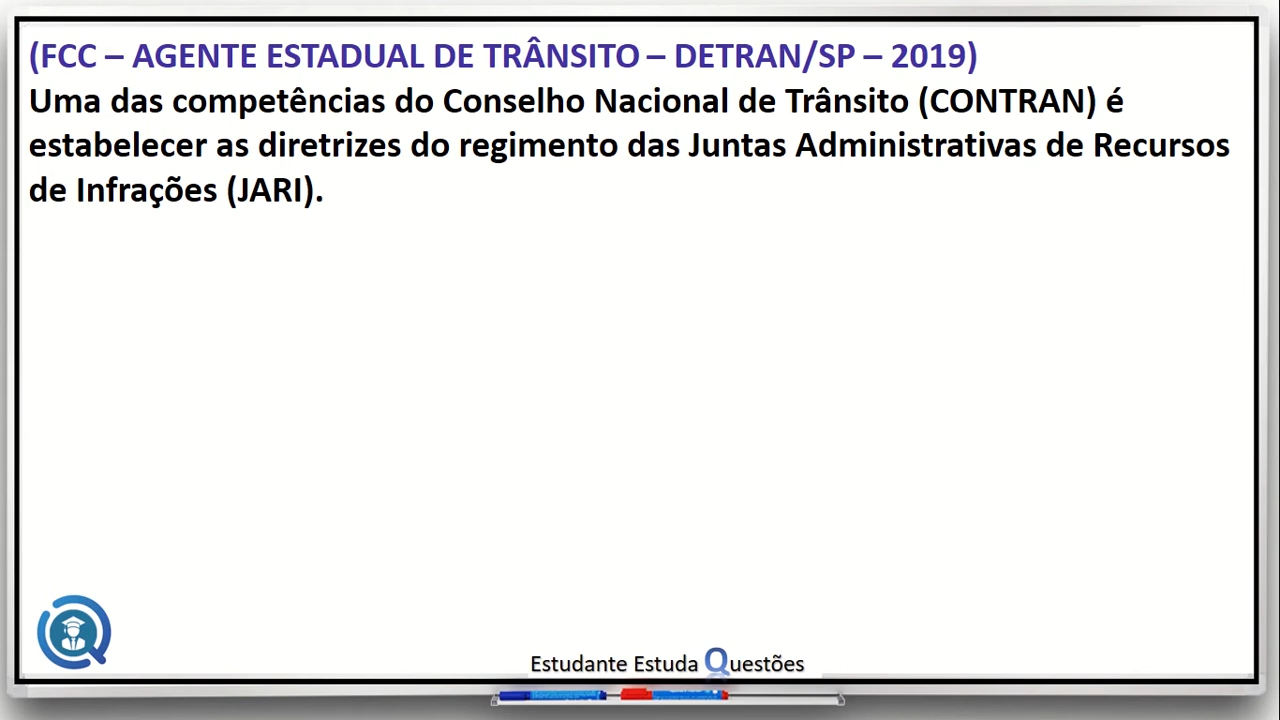 (FCC – AGENTE ESTADUAL DE TRÂNSITO – DETRAN/SP – 2019)
Uma das competências do Conselho Nacional de Trânsito (CONTRAN) é
estabelecer as diretrizes do regimento das Juntas Administrativas de Recursos
de Infrações (JARI).
Estudante Estuda Questões